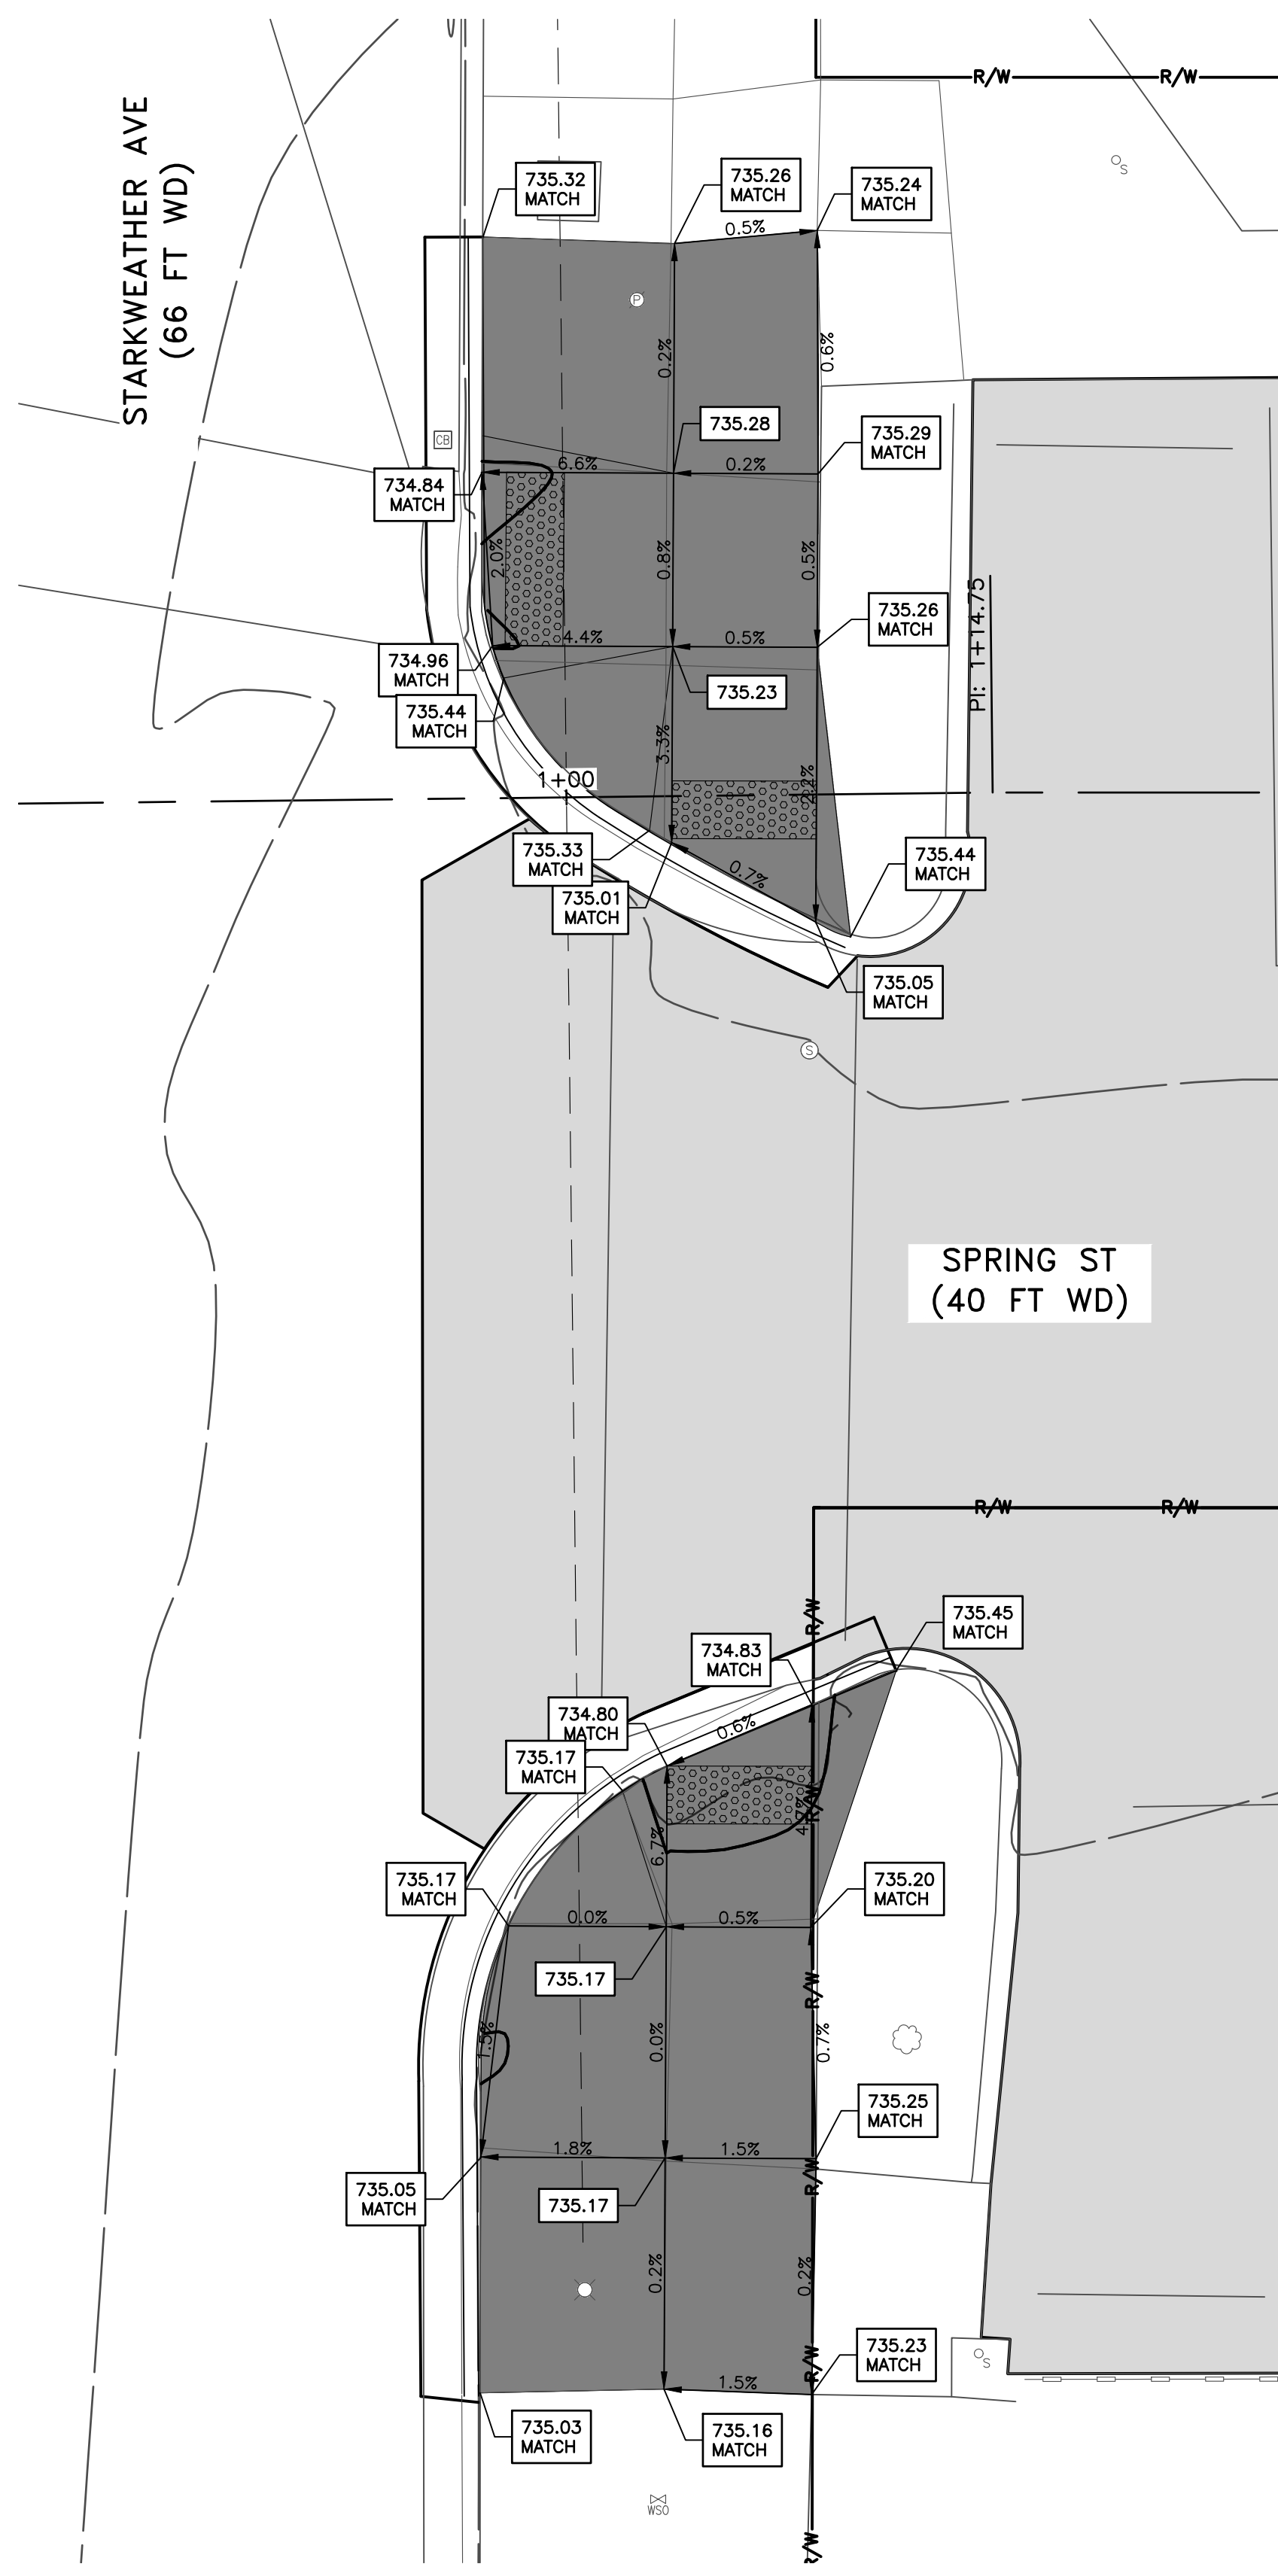 STARKWEATHER AVE
(66 FT WD)
R/W
R/W
S
735.32
MATCH
735.26
MATCH
735.24
MATCH
0.5%
P
0.2%
0.6%
CB
735.28
735.29
MATCH
6.6%
0.2%
734.84
MATCH
2.0%
0.8%
0.5%
735.26
MATCH
4.4%
0.5%
PI: 1+14.75
734.96
MATCH
735.23
735.44
MATCH
3.3%
2.2%
1+00
735.33
MATCH
735.44
MATCH
0.7%
735.01
MATCH
735.05
MATCH
S
SPRING ST
(40 FT WD)
R/W
R/W
R/W
735.45
MATCH
734.83
MATCH
734.80
MATCH
0.6%
735.17
MATCH
R/W
4.7%
6.7%
735.17
MATCH
735.20
MATCH
0.0%
0.5%
735.17
R/W
1.5%
0.0%
0.7%
735.25
MATCH
1.8%
1.5%
R/W
735.05
MATCH
735.17
0.2%
0.2%
735.23
MATCH
R/W
S
1.5%
735.03
MATCH
735.16
MATCH
WSO
R/W